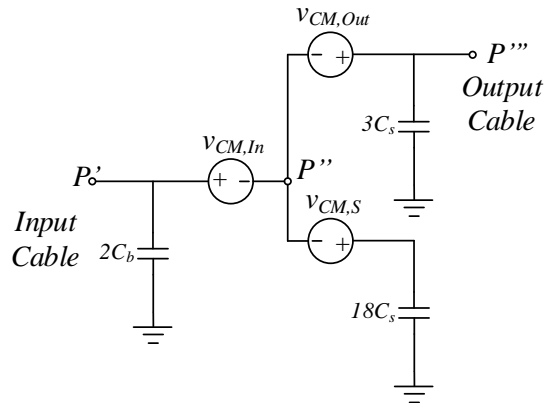 v_CM,Out
− +
P'''
Output
Cable
3C_s
v_CM,In
P''
P'
+ −
v_CM,S
− +
Input
Cable
2C_b
18C_s